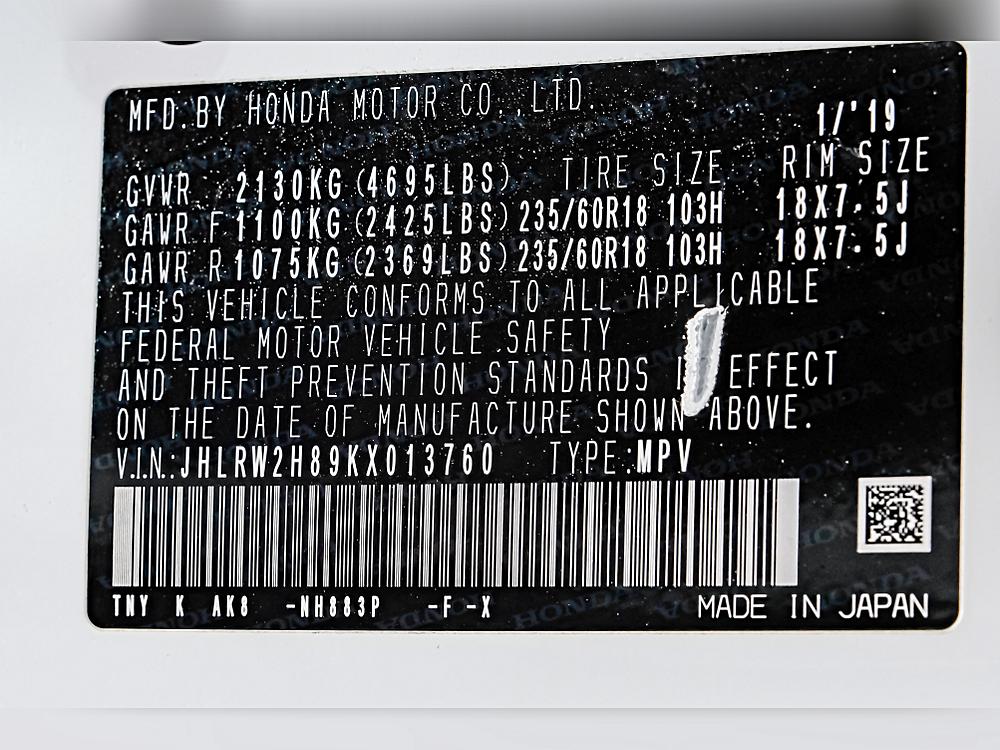 MFD. BY HONDA MOTOR CO.,LTD.
1/'19
GVWR 2130KG (4695LBS) TIRE SIZE RIM SIZE
GAWR F 1100KG (2425LBS) 235/60R18 103H 18X7.5J
GAWR R 1075KG (2369LBS) 235/60R18 103H 18X7.5J
THIS VEHICLE CONFORMS TO ALL APPLICABLE
FEDERAL MOTOR VEHICLE SAFETY
AND THEFT PREVENTION STANDARDS EFFECT
ON THE DATE OF MANUFACTURE SHOWN ABOVE.
V.I.N.:JHLRW2H89KX013760 TYPE:MPV
TNY K AK8 -NH883P -F-X
MADE IN JAPAN